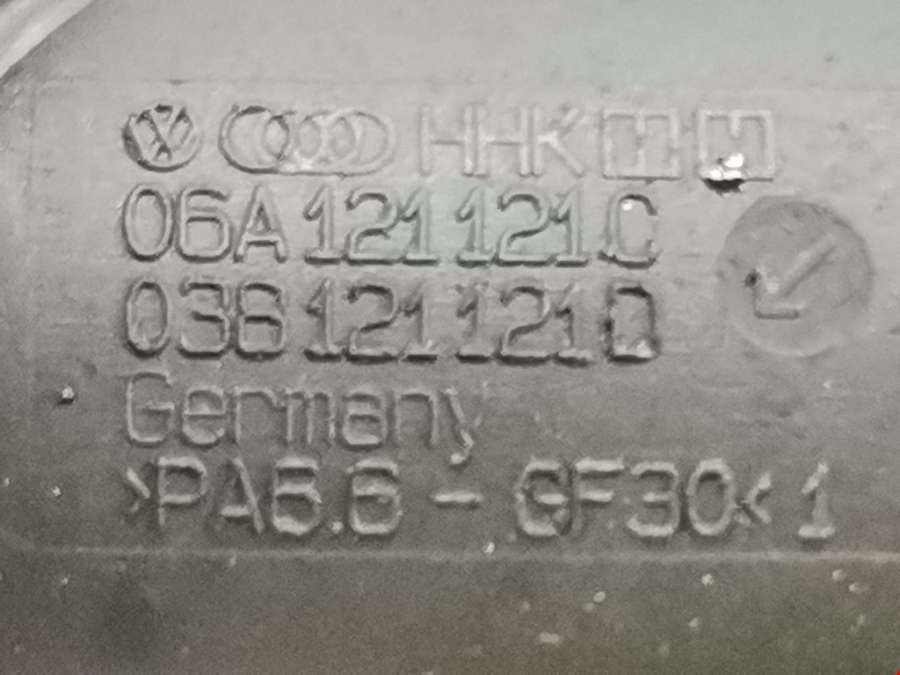 HHK
06A 121 121 C
038 121 121 D
Germany
>PA6.6 - GF30< 1